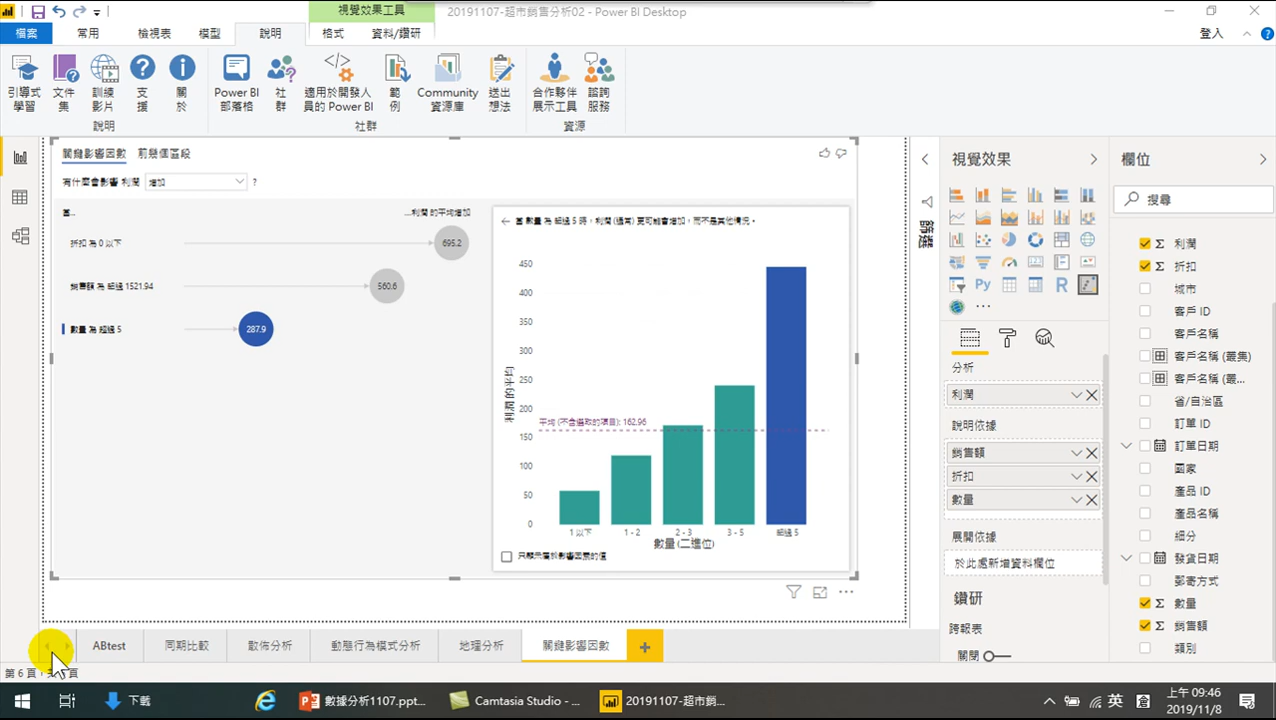 視覺效果工具
20191107-超市銷售分析02 - Power BI Desktop
檔案 常用 檢視表 模型 說明 格式 資料/鑽研 登入
引導式學習
文件集
訓練影片
支援
關於
Power BI 部落格
社群
適用於開發人員的 Power BI
範例
Community 資源庫
送出想法
合作夥伴展示工具
諮詢服務
說明 社群 資源
關鍵影響因數 前幾個區段
有什麼會影響 利潤 增加 ?
當...
...利潤 的平均增加
折扣 為 0 以下 695.2
銷售額 為 超過 1521.94 560.6
數量 為 超過 5 287.9
當 數量 為 超過 5 時，利潤 (通常) 更可能會增加，而不是其他情況。
450
400
350
300
250
200
150
100
50
0
利潤 的平均
平均 (不含選取的項目): 162.96
1 以下 1 - 2 2 - 3 3 - 5 超過 5
數量 (二進位)
只顯示屬於影響因素的值
篩選
視覺效果
Py
R
分析
利潤
說明依據
銷售額
折扣
數量
展開依據
於此處新增資料欄位
鑽研
跨報表
關閉
欄位
搜尋
利潤
折扣
城市
客戶 ID
客戶名稱
客戶名稱 (叢集)
客戶名稱 (叢...
省/自治區
訂單 ID
訂單日期
國家
產品 ID
產品名稱
細分
發貨日期
郵寄方式
數量
銷售額
類別
ABtest 同期比較 散佈分析 動態行為模式分析 地理分析 關鍵影響因數
第 6 頁，
頁
下載 數據分析1107.ppt... Camtasia Studio - ... 20191107-超市銷... 英 上午 09:46
2019/11/8